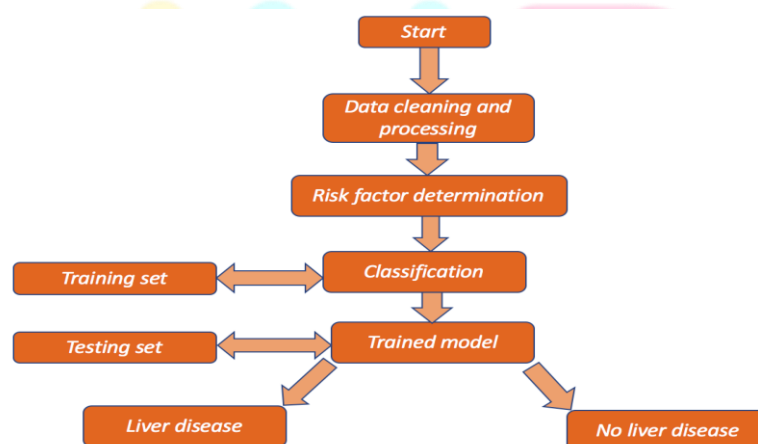 Start
Data cleaning and
processing
Risk factor determination
Training set
Classification
Testing set
Trained model
Liver disease
No liver disease